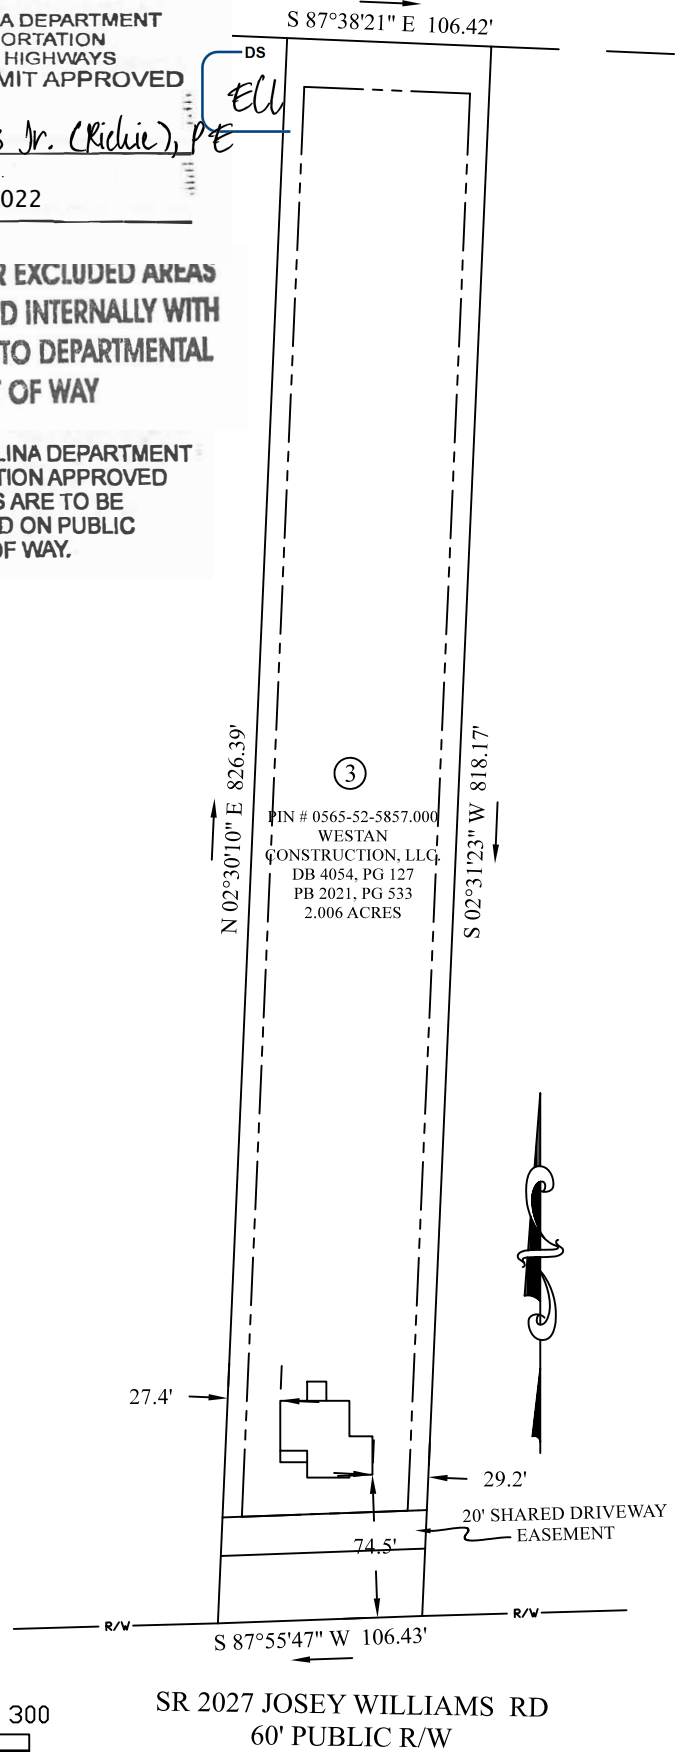 A DEPARTMENT
ORTATION
HIGHWAYS
MIT APPROVED
DS
ELL
s Jr. (Richie), PE
022
R EXCLUDED AREAS
D INTERNALLY WITH
TO DEPARTMENTAL
OF WAY
LINA DEPARTMENT
TION APPROVED
S ARE TO BE
D ON PUBLIC
OF WAY.
S 87°38'21" E 106.42'
N 02°30'10" E 826.39'
S 02°31'23" W 818.17'
3
PIN # 0565-52-5857.000
WESTAN
CONSTRUCTION, LLC.
DB 4054, PG 127
PB 2021, PG 533
2.006 ACRES
27.4'
29.2'
20' SHARED DRIVEWAY
EASEMENT
74.5'
R/W
R/W
S 87°55'47" W 106.43'
SR 2027 JOSEY WILLIAMS RD
60' PUBLIC R/W
300